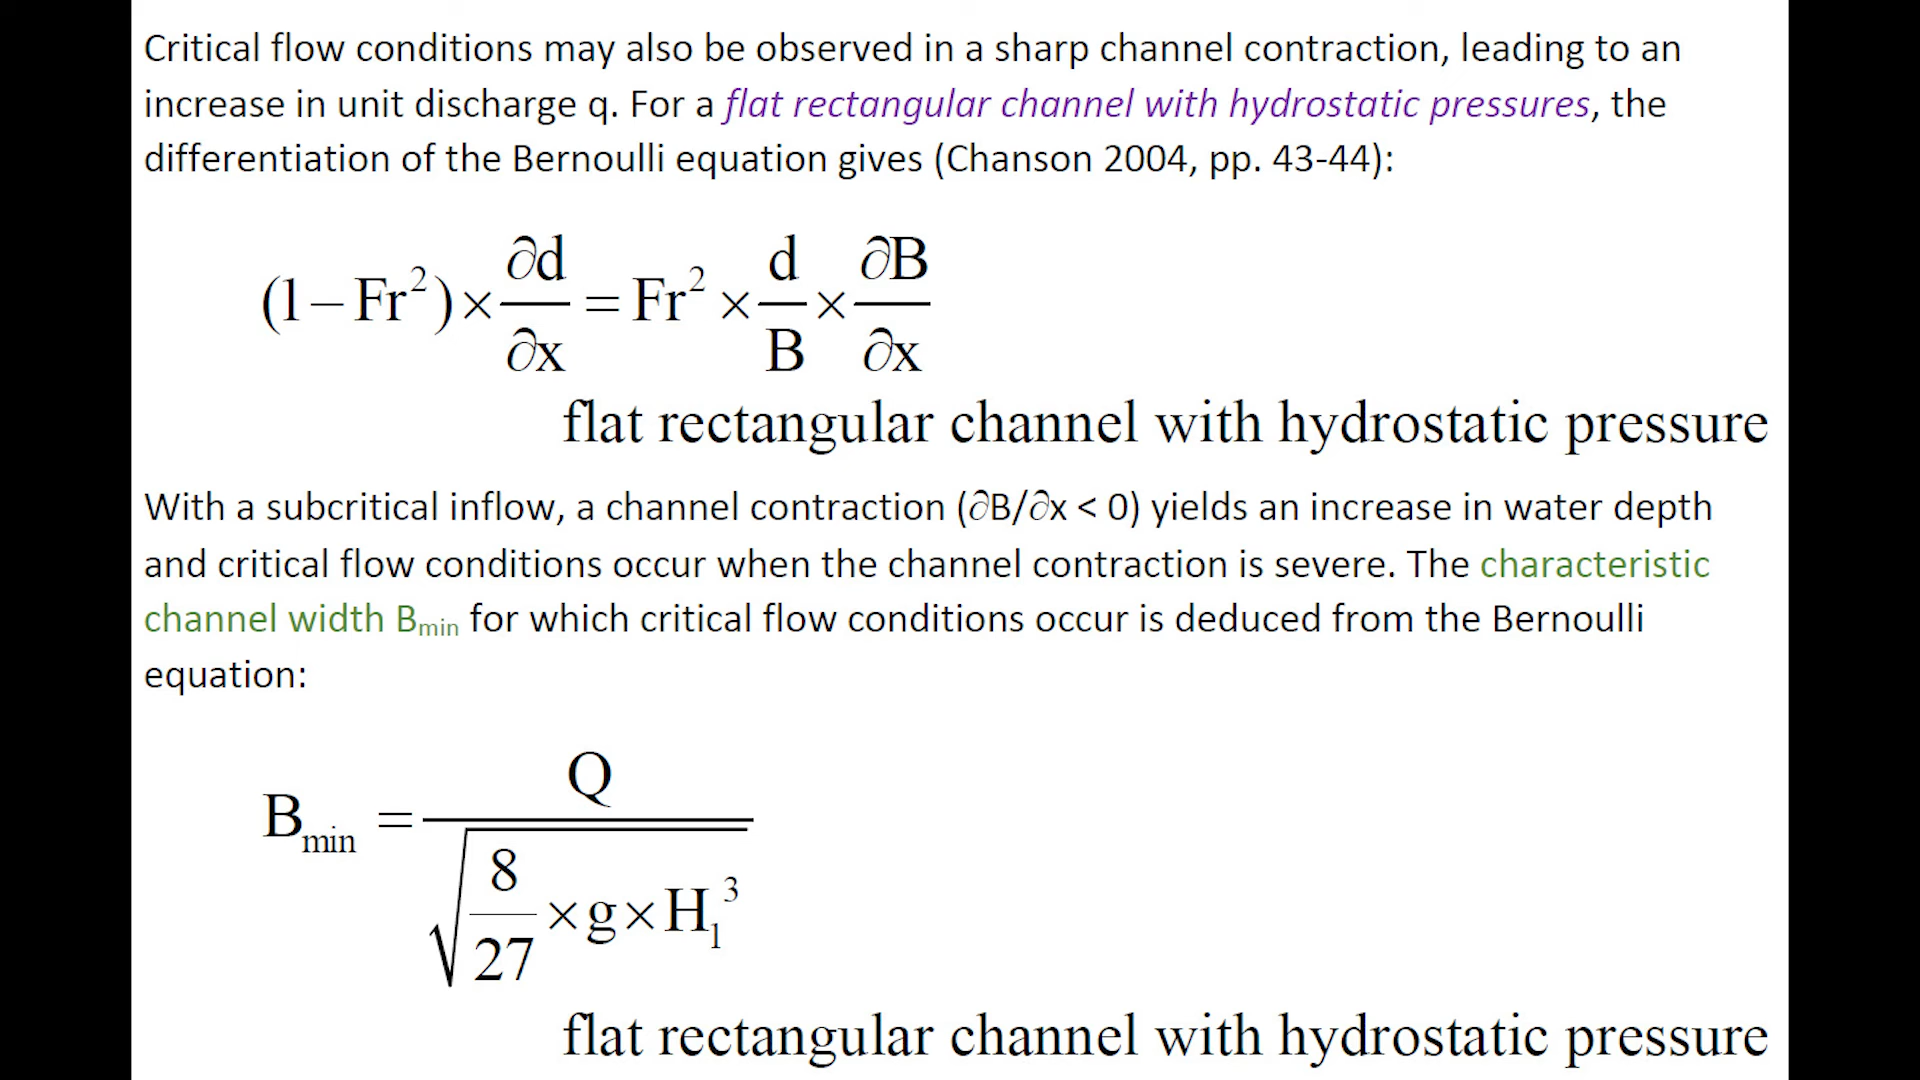 Critical flow conditions may also be observed in a sharp channel contraction, leading to an
increase in unit discharge q. For a flat rectangular channel with hydrostatic pressures, the
differentiation of the Bernoulli equation gives (Chanson 2004, pp. 43-44):
(1 – Fr²) × ∂d/∂x = Fr² × d/B × ∂B/∂x
flat rectangular channel with hydrostatic pressure
With a subcritical inflow, a channel contraction (∂B/∂x < 0) yields an increase in water depth
and critical flow conditions occur when the channel contraction is severe. The characteristic
channel width Bmin for which critical flow conditions occur is deduced from the Bernoulli
equation:
Bmin = Q / √(8/27 × g × H₁³)
flat rectangular channel with hydrostatic pressure